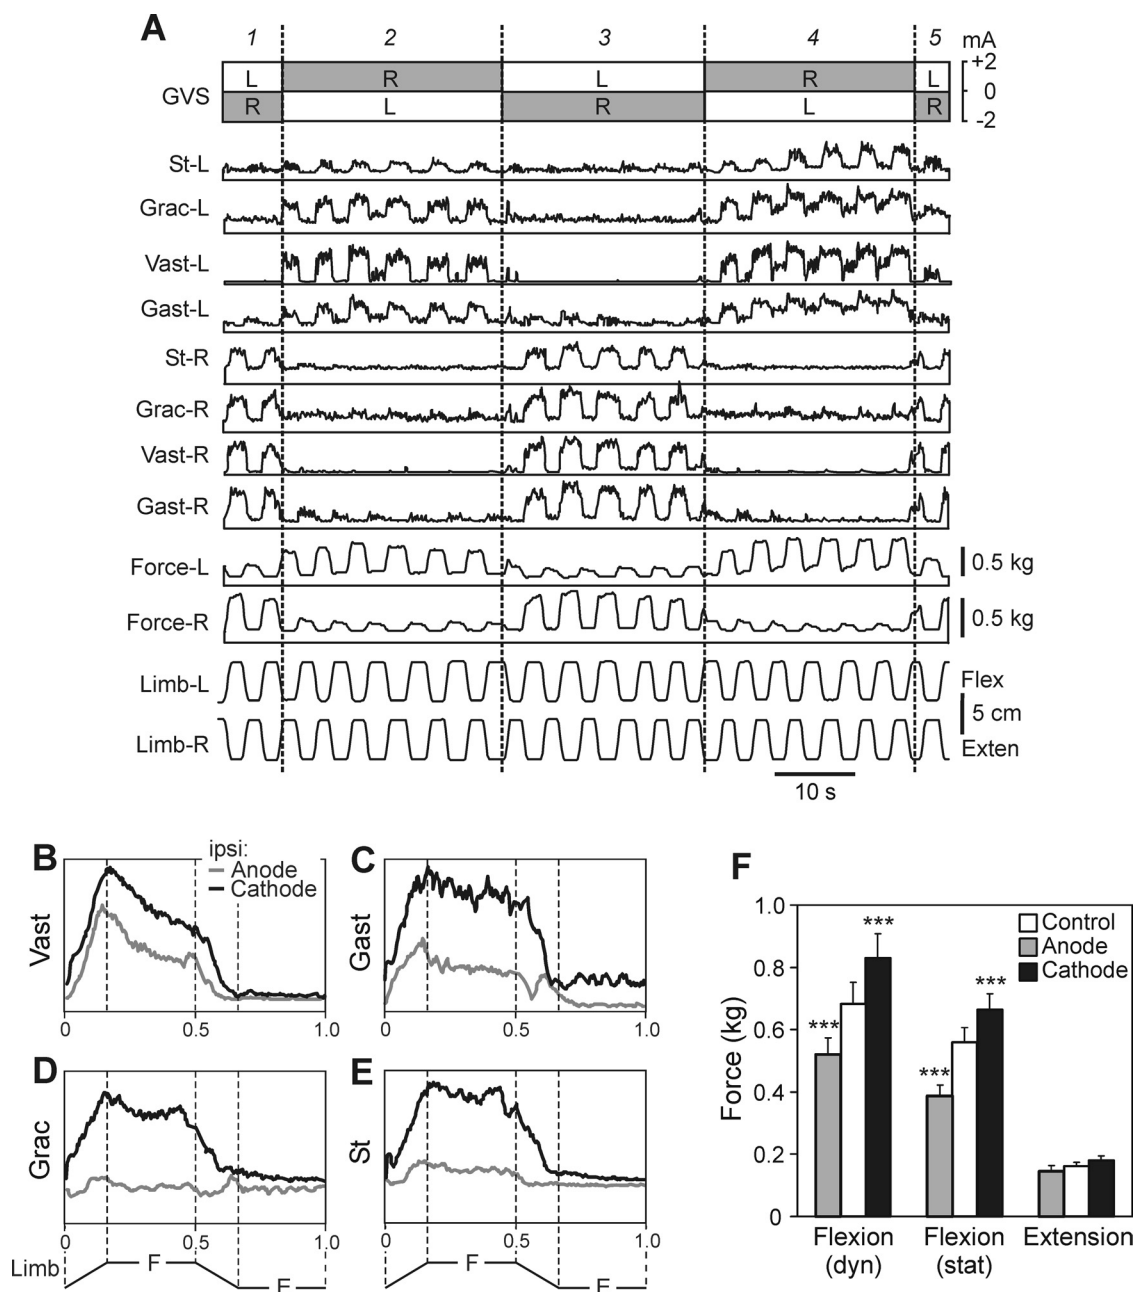 A
1 2 3 4 5 mA
GVS L R L R L +2
0
R L R L R -2
St-L
Grac-L
Vast-L
Gast-L
St-R
Grac-R
Vast-R
Gast-R
Force-L 0.5 kg
Force-R 0.5 kg
Limb-L Flex
5 cm
Limb-R Exten
10 s
B ipsi:
Anode
Cathode
Vast
0 0.5 1.0
C
Gast
0 0.5 1.0
D
Grac
0 0.5 1.0
E
St
0 0.5 1.0
Limb F
F
F
1.0
0.8
0.6
0.4
0.2
0
Force (kg)
Control
Anode
Cathode
*** ***
*** ***
Flexion
(dyn)
Flexion
(stat)
Extension